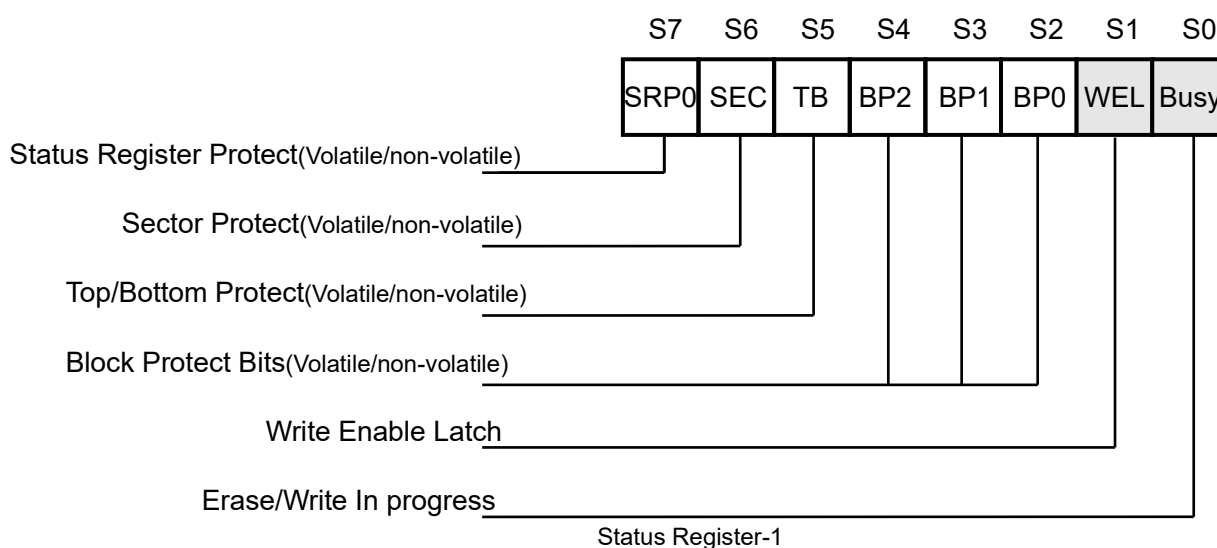 S7 S6 S5 S4 S3 S2 S1 S0
SRP0 SEC TB BP2 BP1 BP0 WEL Busy
Status Register Protect(Volatile/non-volatile)
Sector Protect(Volatile/non-volatile)
Top/Bottom Protect(Volatile/non-volatile)
Block Protect Bits(Volatile/non-volatile)
Write Enable Latch
Erase/Write In progress
Status Register-1